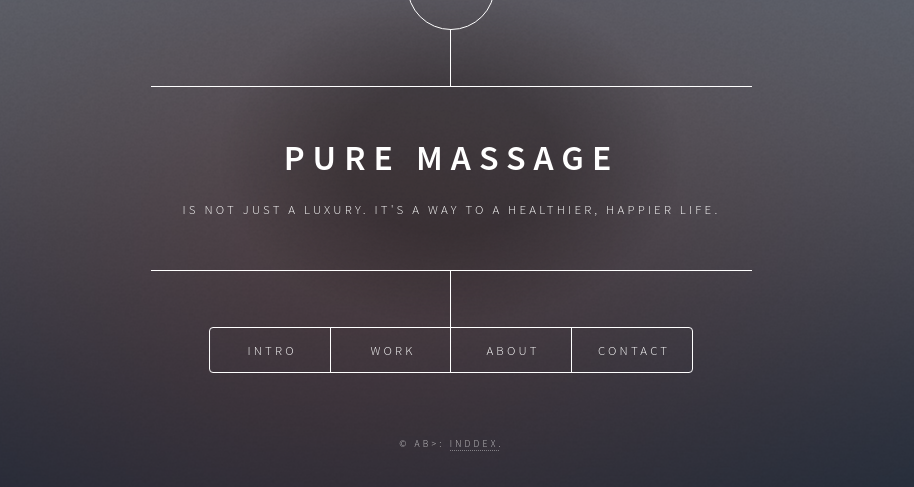 PURE MASSAGE
IS NOT JUST A LUXURY. IT'S A WAY TO A HEALTHIER, HAPPIER LIFE.
INTRO WORK ABOUT CONTACT
© AB>: INDDEX.